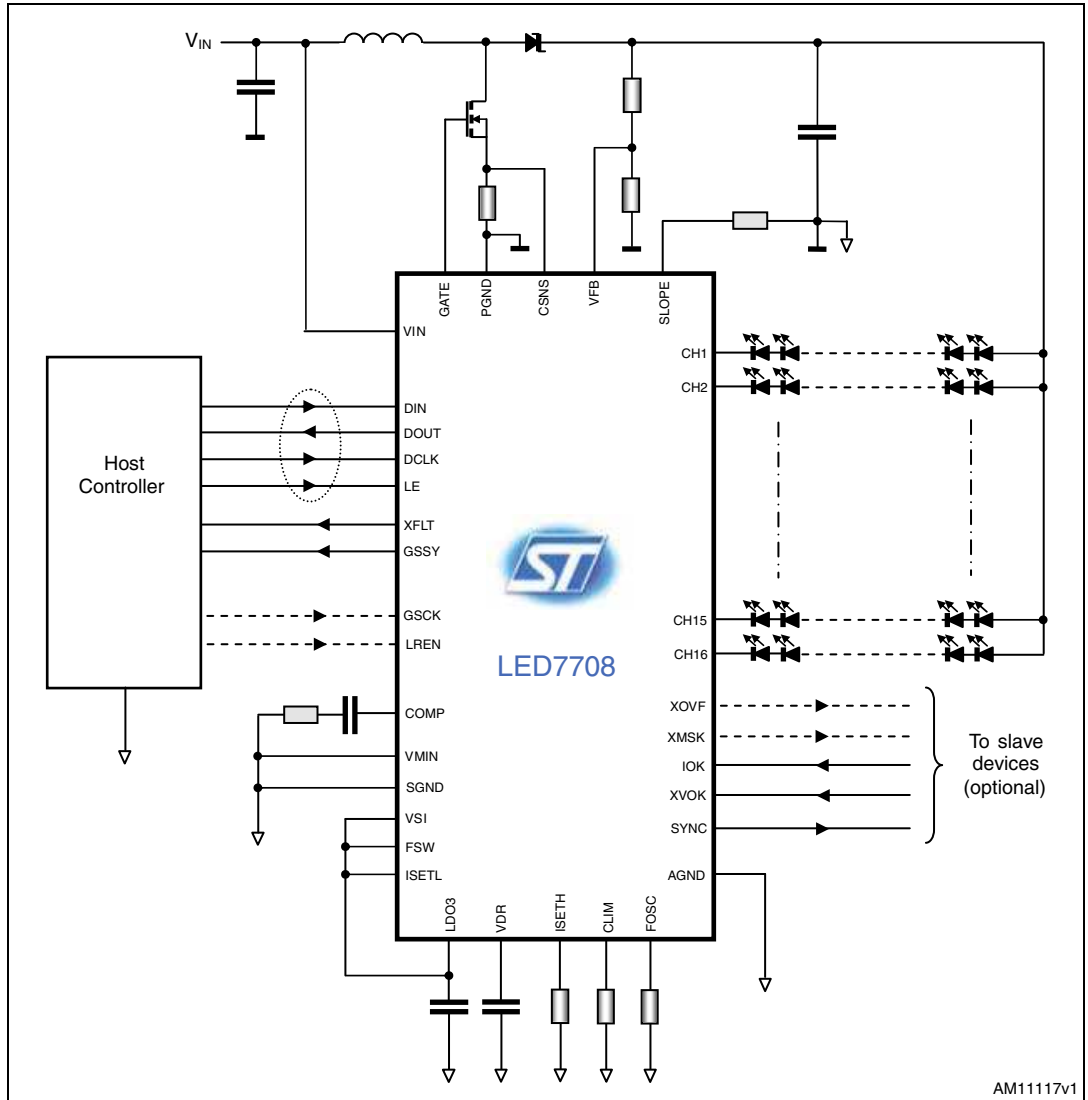 VIN
GATE
PGND
CSNS
VFB
SLOPE
VIN
DIN
DOUT
DCLK
LE
XFLT
GSSY
GSCK
LREN
COMP
VMIN
SGND
VSI
FSW
ISETL
Host
Controller
ST
LED7708
CH1
CH2
CH15
CH16
XOVF
XMSK
IOK
XVOK
SYNC
AGND
To slave
devices
(optional)
LDO3
VDR
ISETH
CLIM
FOSC
AM11117v1